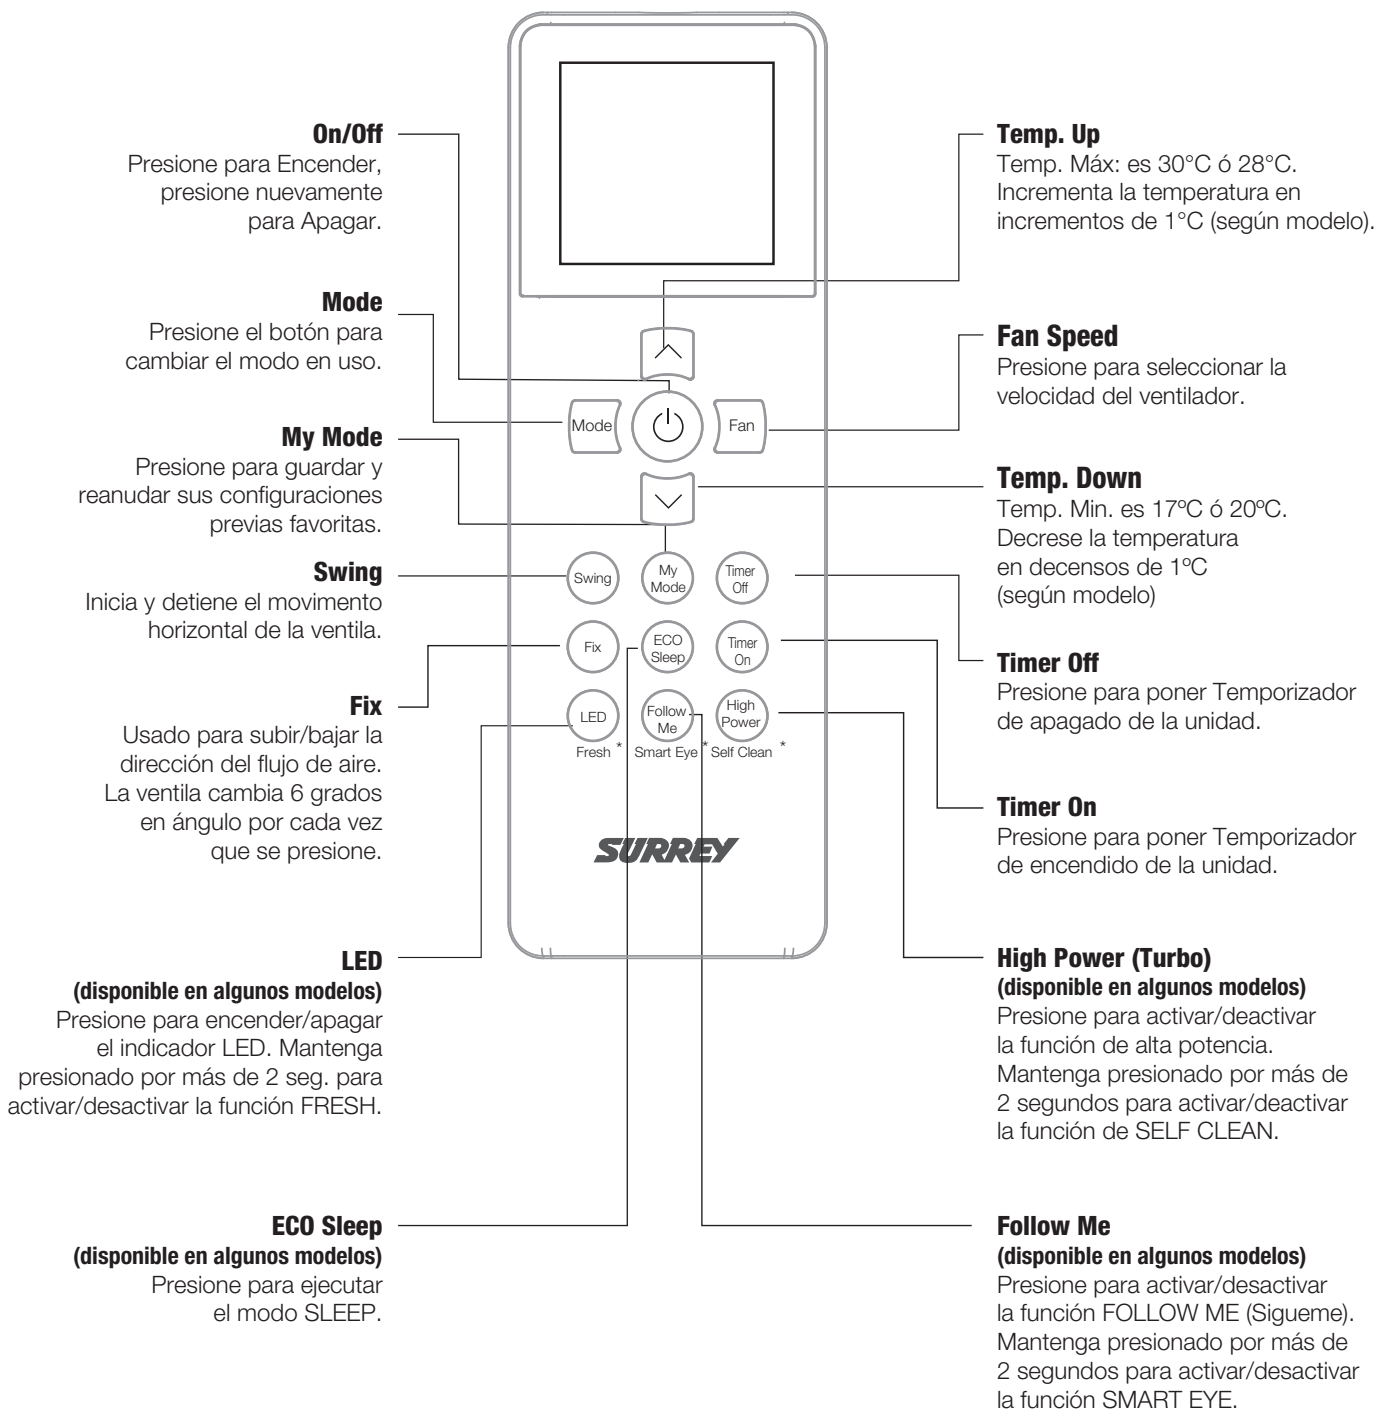 On/Off
Presione para Encender,
presione nuevamente
para Apagar.
Mode
Presione el botón para
cambiar el modo en uso.
My Mode
Presione para guardar y
reanudar sus configuraciones
previas favoritas.
Swing
Inicia y detiene el movimento
horizontal de la ventila.
Fix
Usado para subir/bajar la
dirección del flujo de aire.
La ventila cambia 6 grados
en ángulo por cada vez
que se presione.
LED
(disponible en algunos modelos)
Presione para encender/apagar
el indicador LED. Mantenga
presionado por más de 2 seg. para
activar/desactivar la función FRESH.
ECO Sleep
(disponible en algunos modelos)
Presione para ejecutar
el modo SLEEP.
Mode
Fan
Swing
My
Mode
Timer
Off
Fix
ECO
Sleep
Timer
On
LED
Follow
Me
High
Power
Fresh * Smart Eye * Self Clean *
SURREY
Temp. Up
Temp. Máx: es 30°C ó 28°C.
Incrementa la temperatura en
incrementos de 1°C (según modelo).
Fan Speed
Presione para seleccionar la
velocidad del ventilador.
Temp. Down
Temp. Min. es 17ºC ó 20ºC.
Decrese la temperatura
en decensos de 1ºC
(según modelo)
Timer Off
Presione para poner Temporizador
de apagado de la unidad.
Timer On
Presione para poner Temporizador
de encendido de la unidad.
High Power (Turbo)
(disponible en algunos modelos)
Presione para activar/deactivar
la función de alta potencia.
Mantenga presionado por más de
2 segundos para activar/deactivar
la función de SELF CLEAN.
Follow Me
(disponible en algunos modelos)
Presione para activar/desactivar
la función FOLLOW ME (Sigueme).
Mantenga presionado por más de
2 segundos para activar/desactivar
la función SMART EYE.